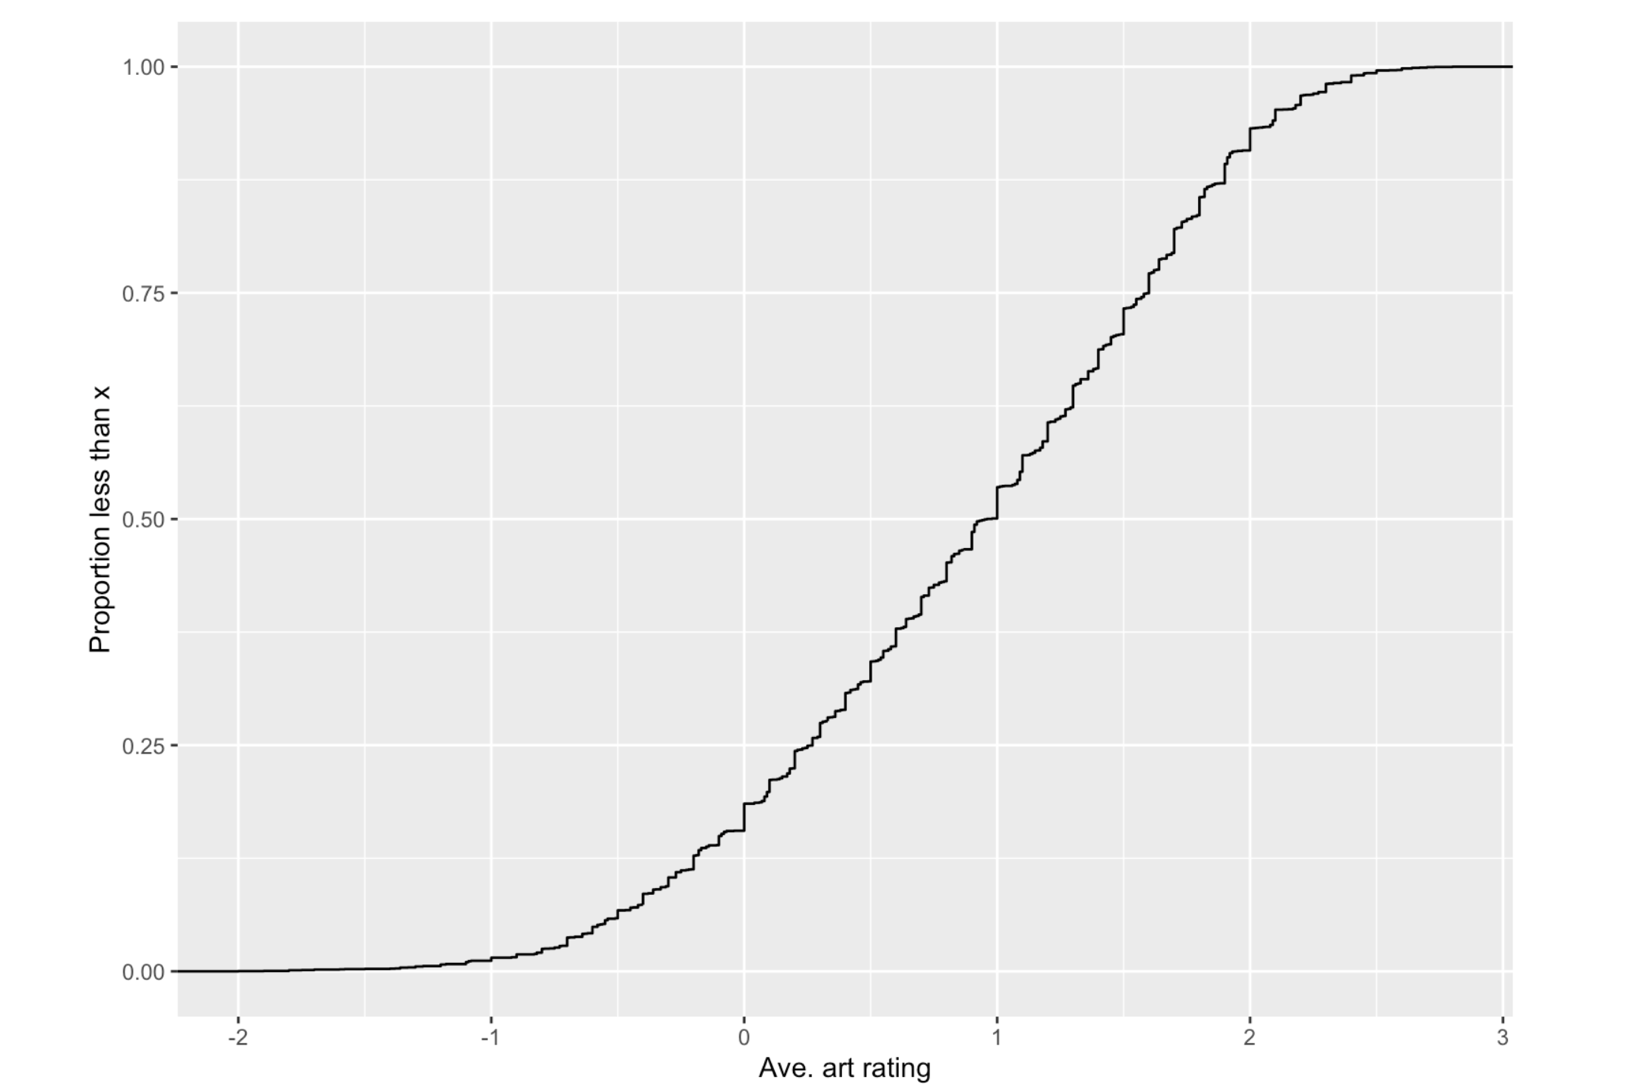 1.00
0.75
0.50
0.25
0.00
Proportion less than x
-2 -1 0 1 2 3
Ave. art rating